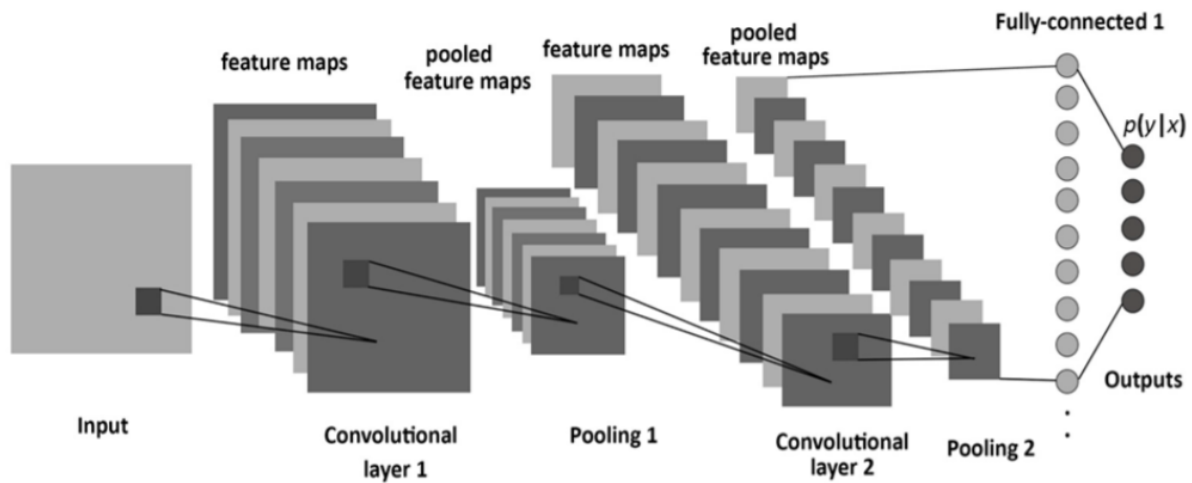 Fully-connected 1
feature maps
pooled
feature maps
feature maps
pooled
feature maps
p(y|x)
Input
Convolutional
layer 1
Pooling 1
Convolutional
layer 2
Pooling 2
Outputs